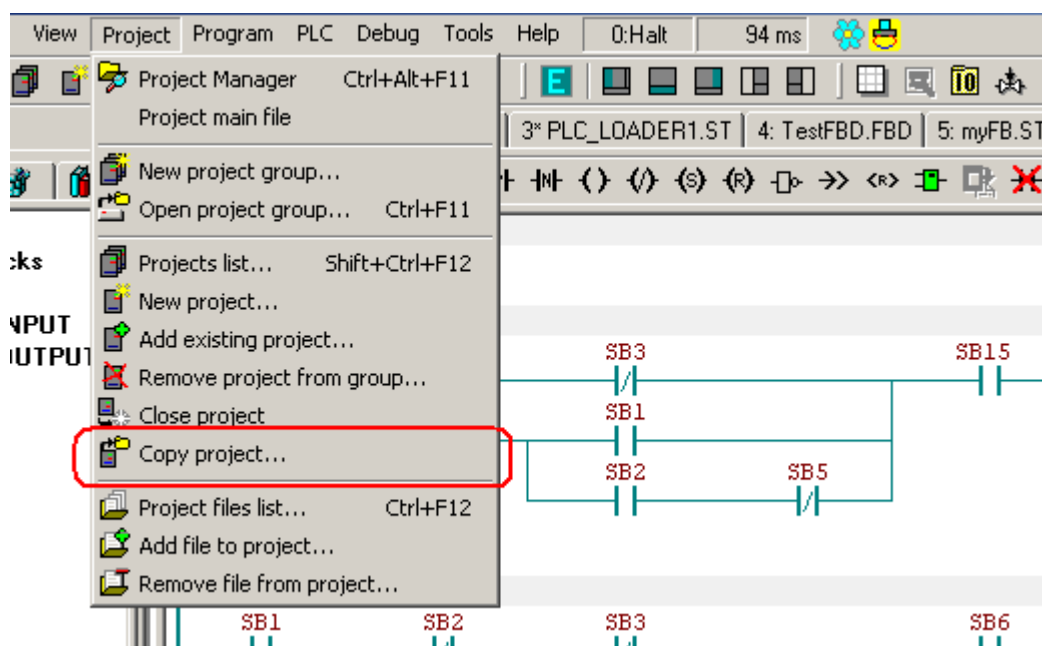 View Project Program PLC Debug Tools Help 0:Halt 94 ms
Project Manager Ctrl+Alt+F11
E
10
Project main file
3* PLC_LOADER1.ST 4: TestFBD.FBD 5: myFB.ST
New project group...
N (S) (R) <R>
Open project group... Ctrl+F11
cks
Projects list... Shift+Ctrl+F12
New project...
NPUT
OUTPUT
Add existing project...
SB3 SB15
Remove project from group...
Close project
SB1
Copy project...
SB2 SB5
Project files list... Ctrl+F12
Add file to project...
Remove file from project...
SB1 SB2 SB3 SB6